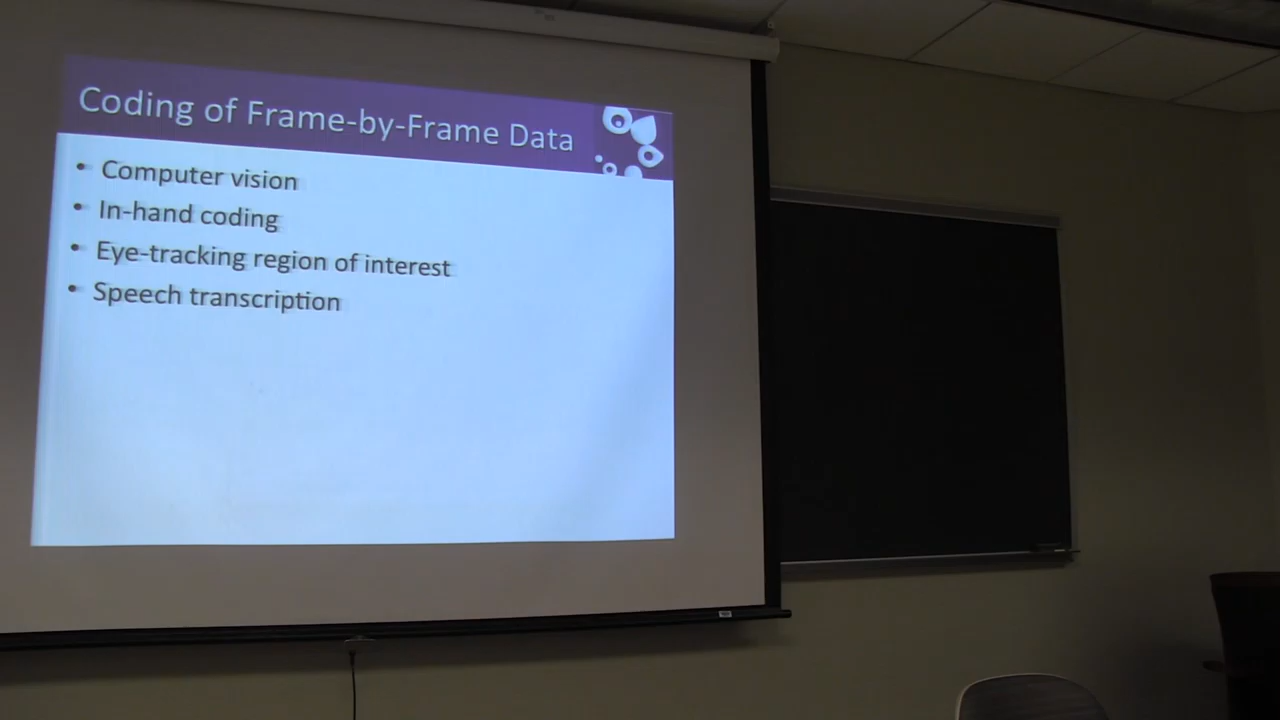 Coding of Frame-by-Frame Data
• Computer vision
• In-hand coding
• Eye-tracking region of interest
• Speech transcription